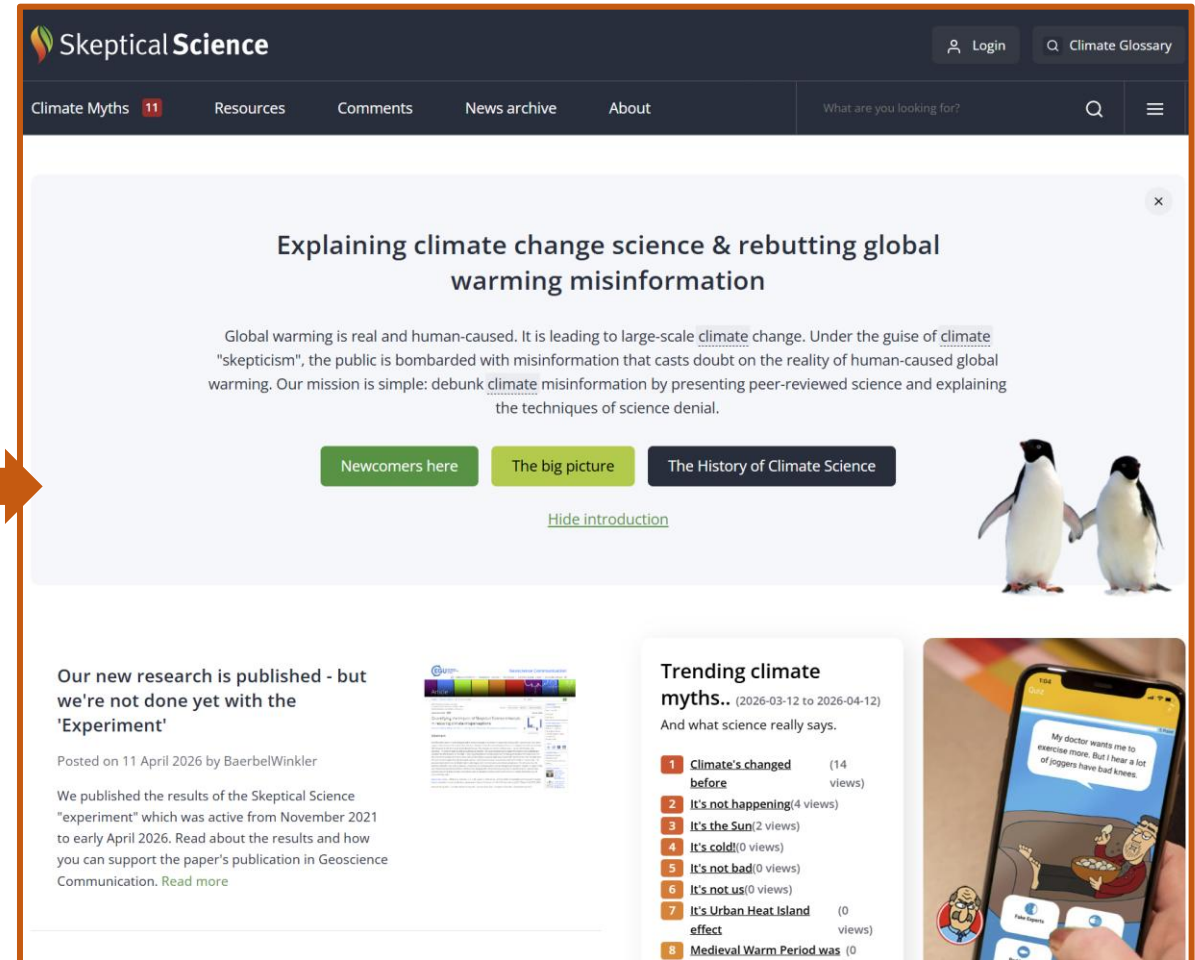 Skeptical Science
Login
Climate Glossary
Climate Myths 11
Resources
Comments
News archive
About
What are you looking for?
Explaining climate change science & rebutting global
warming misinformation
Global warming is real and human-caused. It is leading to large-scale climate change. Under the guise of climate
"skepticism", the public is bombarded with misinformation that casts doubt on the reality of human-caused global
warming. Our mission is simple: debunk climate misinformation by presenting peer-reviewed science and explaining
the techniques of science denial.
Newcomers here
The big picture
The History of Climate Science
Hide introduction
Our new research is published - but
we're not done yet with the
'Experiment'
Posted on 11 April 2026 by BaerbelWinkler
We published the results of the Skeptical Science
"experiment" which was active from November 2021
to early April 2026. Read about the results and how
you can support the paper's publication in Geoscience
Communication. Read more
Trending climate
myths.. (2026-03-12 to 2026-04-12)
And what science really says.
1 Climate's changed (14
before views)
2 It's not happening(4 views)
3 It's the Sun(2 views)
4 It's cold!(0 views)
5 It's not bad(0 views)
6 It's not us(0 views)
7 It's Urban Heat Island (0
effect views)
8 Medieval Warm Period was (0
1:04
Quiz
My doctor wants me to
exercise more. But I hear a lot
of joggers have bad knees.
Fake Experts